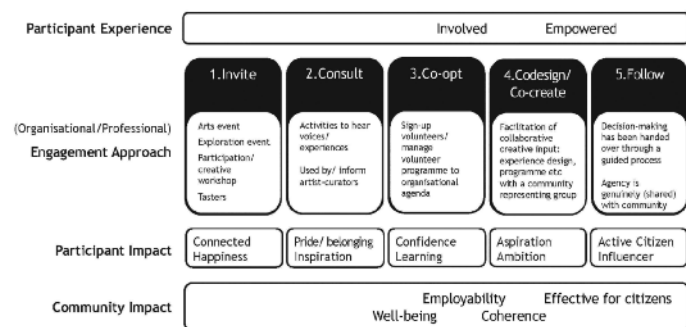 Participant Experience
Involved Empowered
1.Invite
2.Consult
3.Co-opt
4.Codesign/
Co-create
5.Follow
(Organisational/Professional)
Engagement Approach
Arts event
Exploration event
Participation/
creative
workshop
Tasters
Activities to hear
voices/
experiences
Used by/ inform
artist-curators
Sign-up
volunteers/
manage
volunteer
programme to
organisational
agenda
Facilitation of
collaborative
creative input:
experience design,
programme etc
with a community
representing group
Decision-making
has been handed
over through a
guided process
Agency is
genuinely (shared)
with community
Participant Impact
Connected
Happiness
Pride/ belonging
Inspiration
Confidence
Learning
Aspiration
Ambition
Active Citizen
Influencer
Community Impact
Employability Effective for citizens
Well-being Coherence